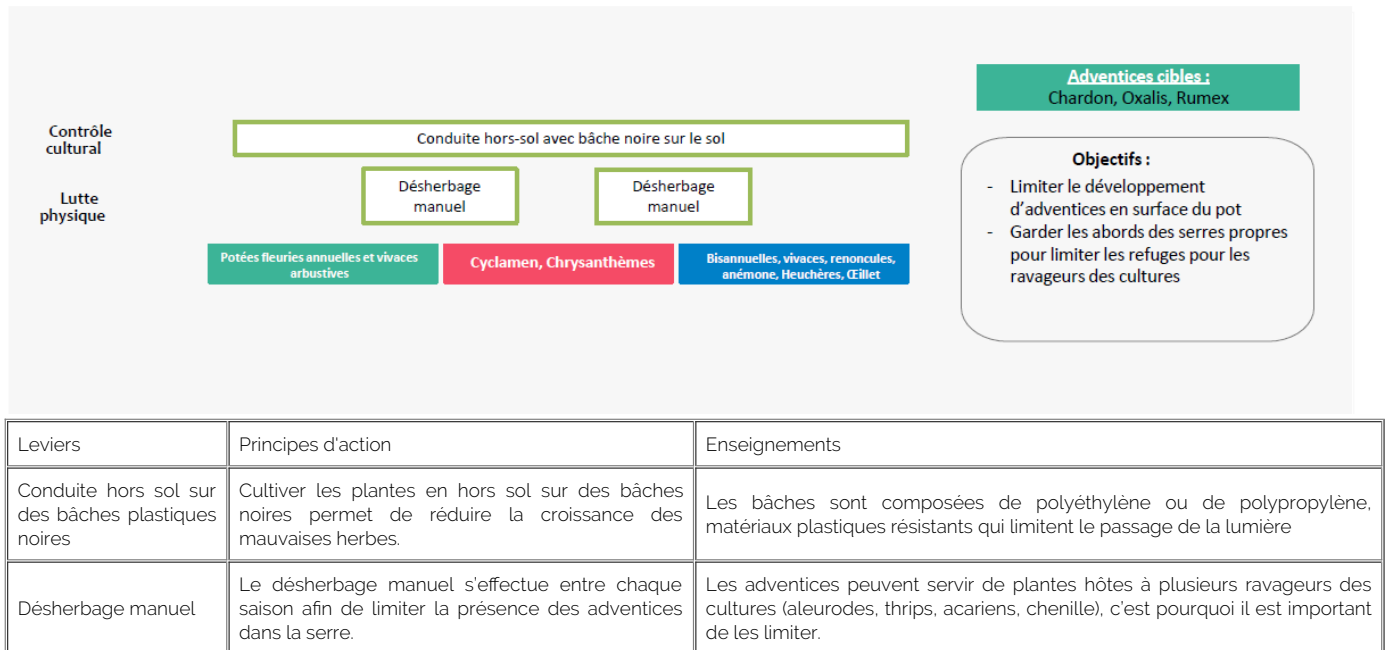 Adventices cibles :
Chardon, Oxalis, Rumex
Contrôle
cultural
Conduite hors-sol avec bâche noire sur le sol
Lutte
physique
Désherbage
manuel
Désherbage
manuel
Potées fleuries annuelles et vivaces
arbustives
Cyclamen, Chrysanthèmes
Bisannuelles, vivaces, renoncules,
anémone, Heuchères, Œillet
Objectifs :
- Limiter le développement
d'adventices en surface du pot
- Garder les abords des serres propres
pour limiter les refuges pour les
ravageurs des cultures
Leviers
Principes d'action
Enseignements
Conduite hors sol sur
des bâches plastiques
noires
Cultiver les plantes en hors sol sur des bâches
noires permet de réduire la croissance des
mauvaises herbes.
Les bâches sont composées de polyéthylène ou de polypropylène,
matériaux plastiques résistants qui limitent le passage de la lumière
Désherbage manuel
Le désherbage manuel s'effectue entre chaque
saison afin de limiter la présence des adventices
dans la serre.
Les adventices peuvent servir de plantes hôtes à plusieurs ravageurs des
cultures (aleurodes, thrips, acariens, chenille), c'est pourquoi il est important
de les limiter.